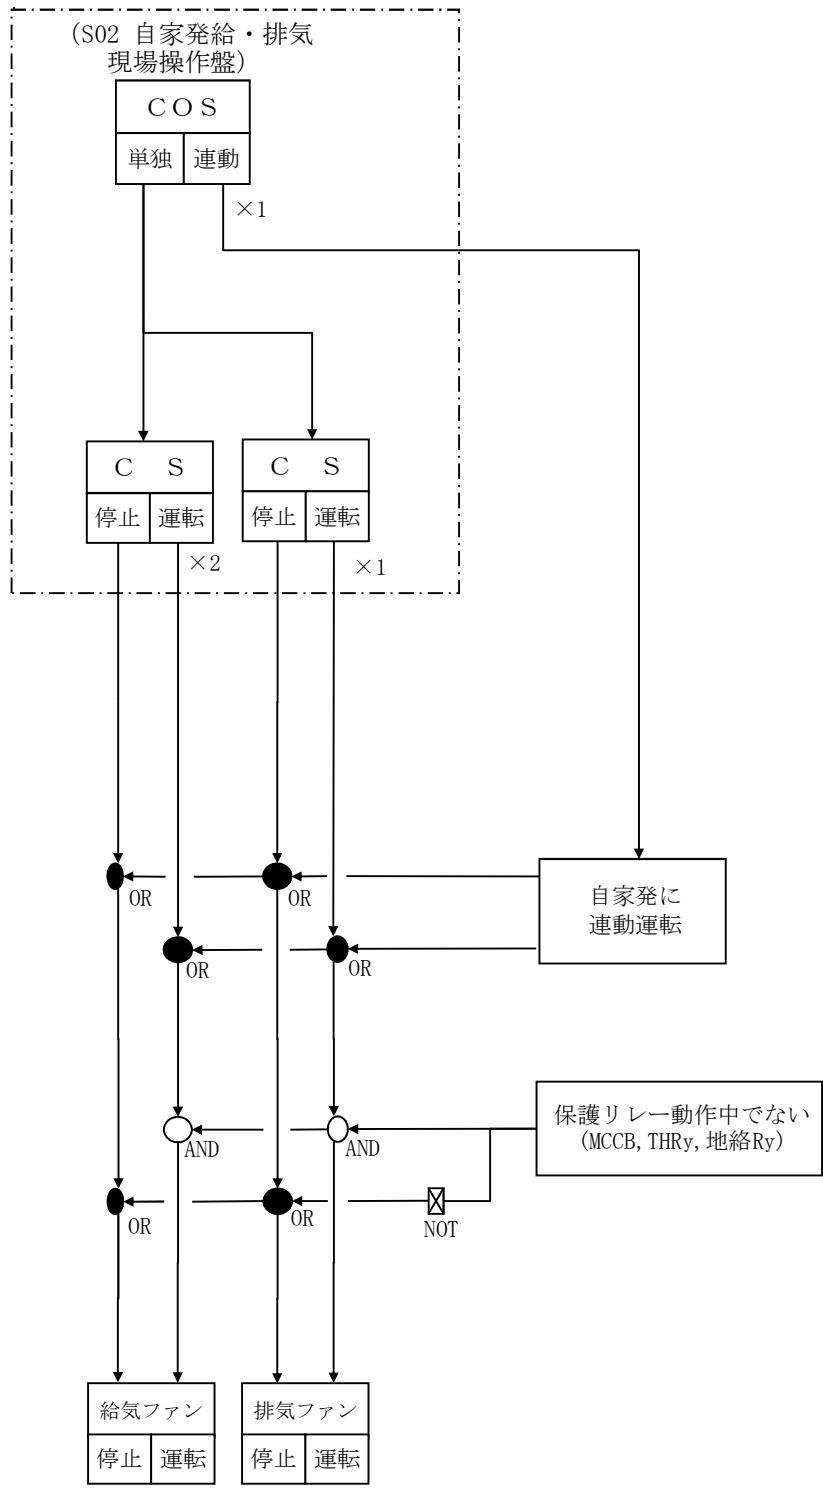 (S02 自家発給・排気
現場操作盤)
ＣＯＳ
単独 連動
×1
Ｃ Ｓ
停止 運転
×2
Ｃ Ｓ
停止 運転
×1
OR
OR
自家発に
連動運転
OR
OR
保護リレー動作中でない
(MCCB,THRy,地絡Ry)
AND
AND
OR
OR
NOT
給気ファン
停止 運転
排気ファン
停止 運転